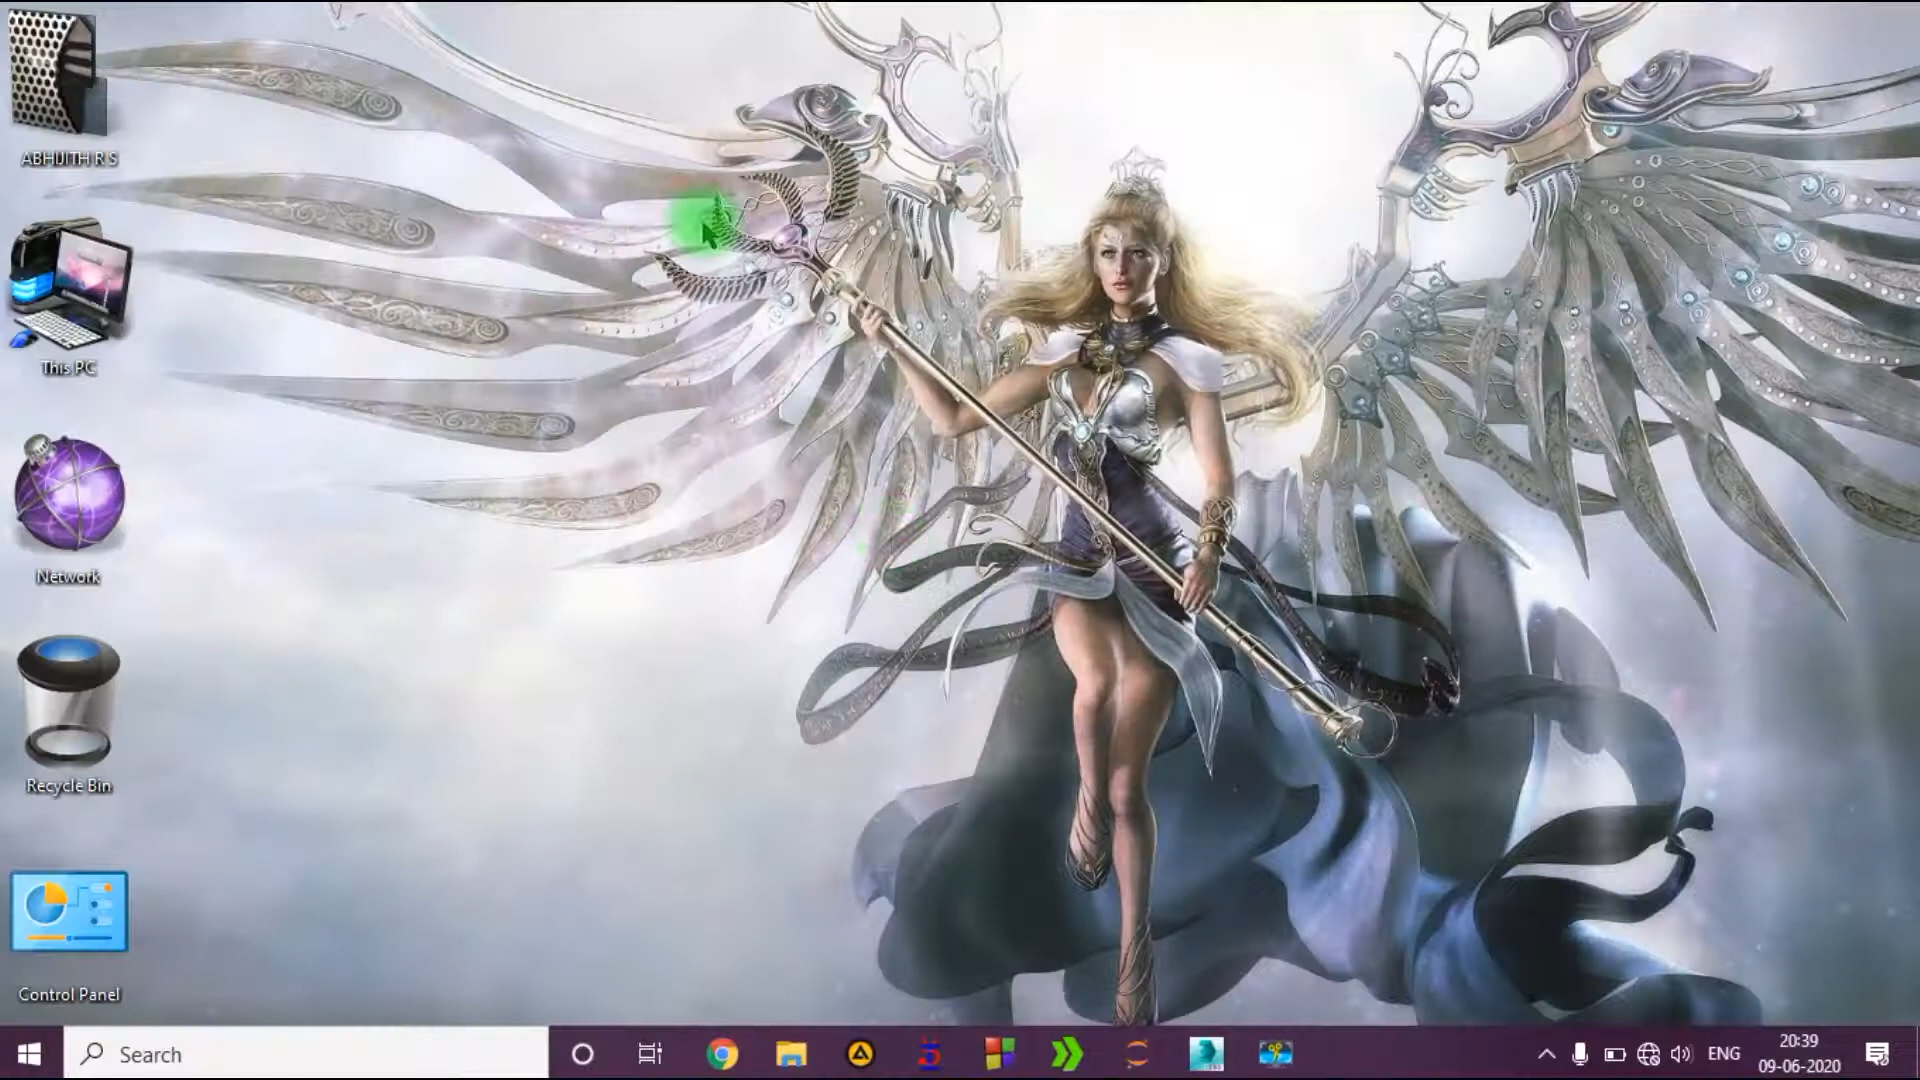 ABHIJITH R S
This PC
Network
Recycle Bin
Control Panel
Search
ENG
20:39
09-06-2020